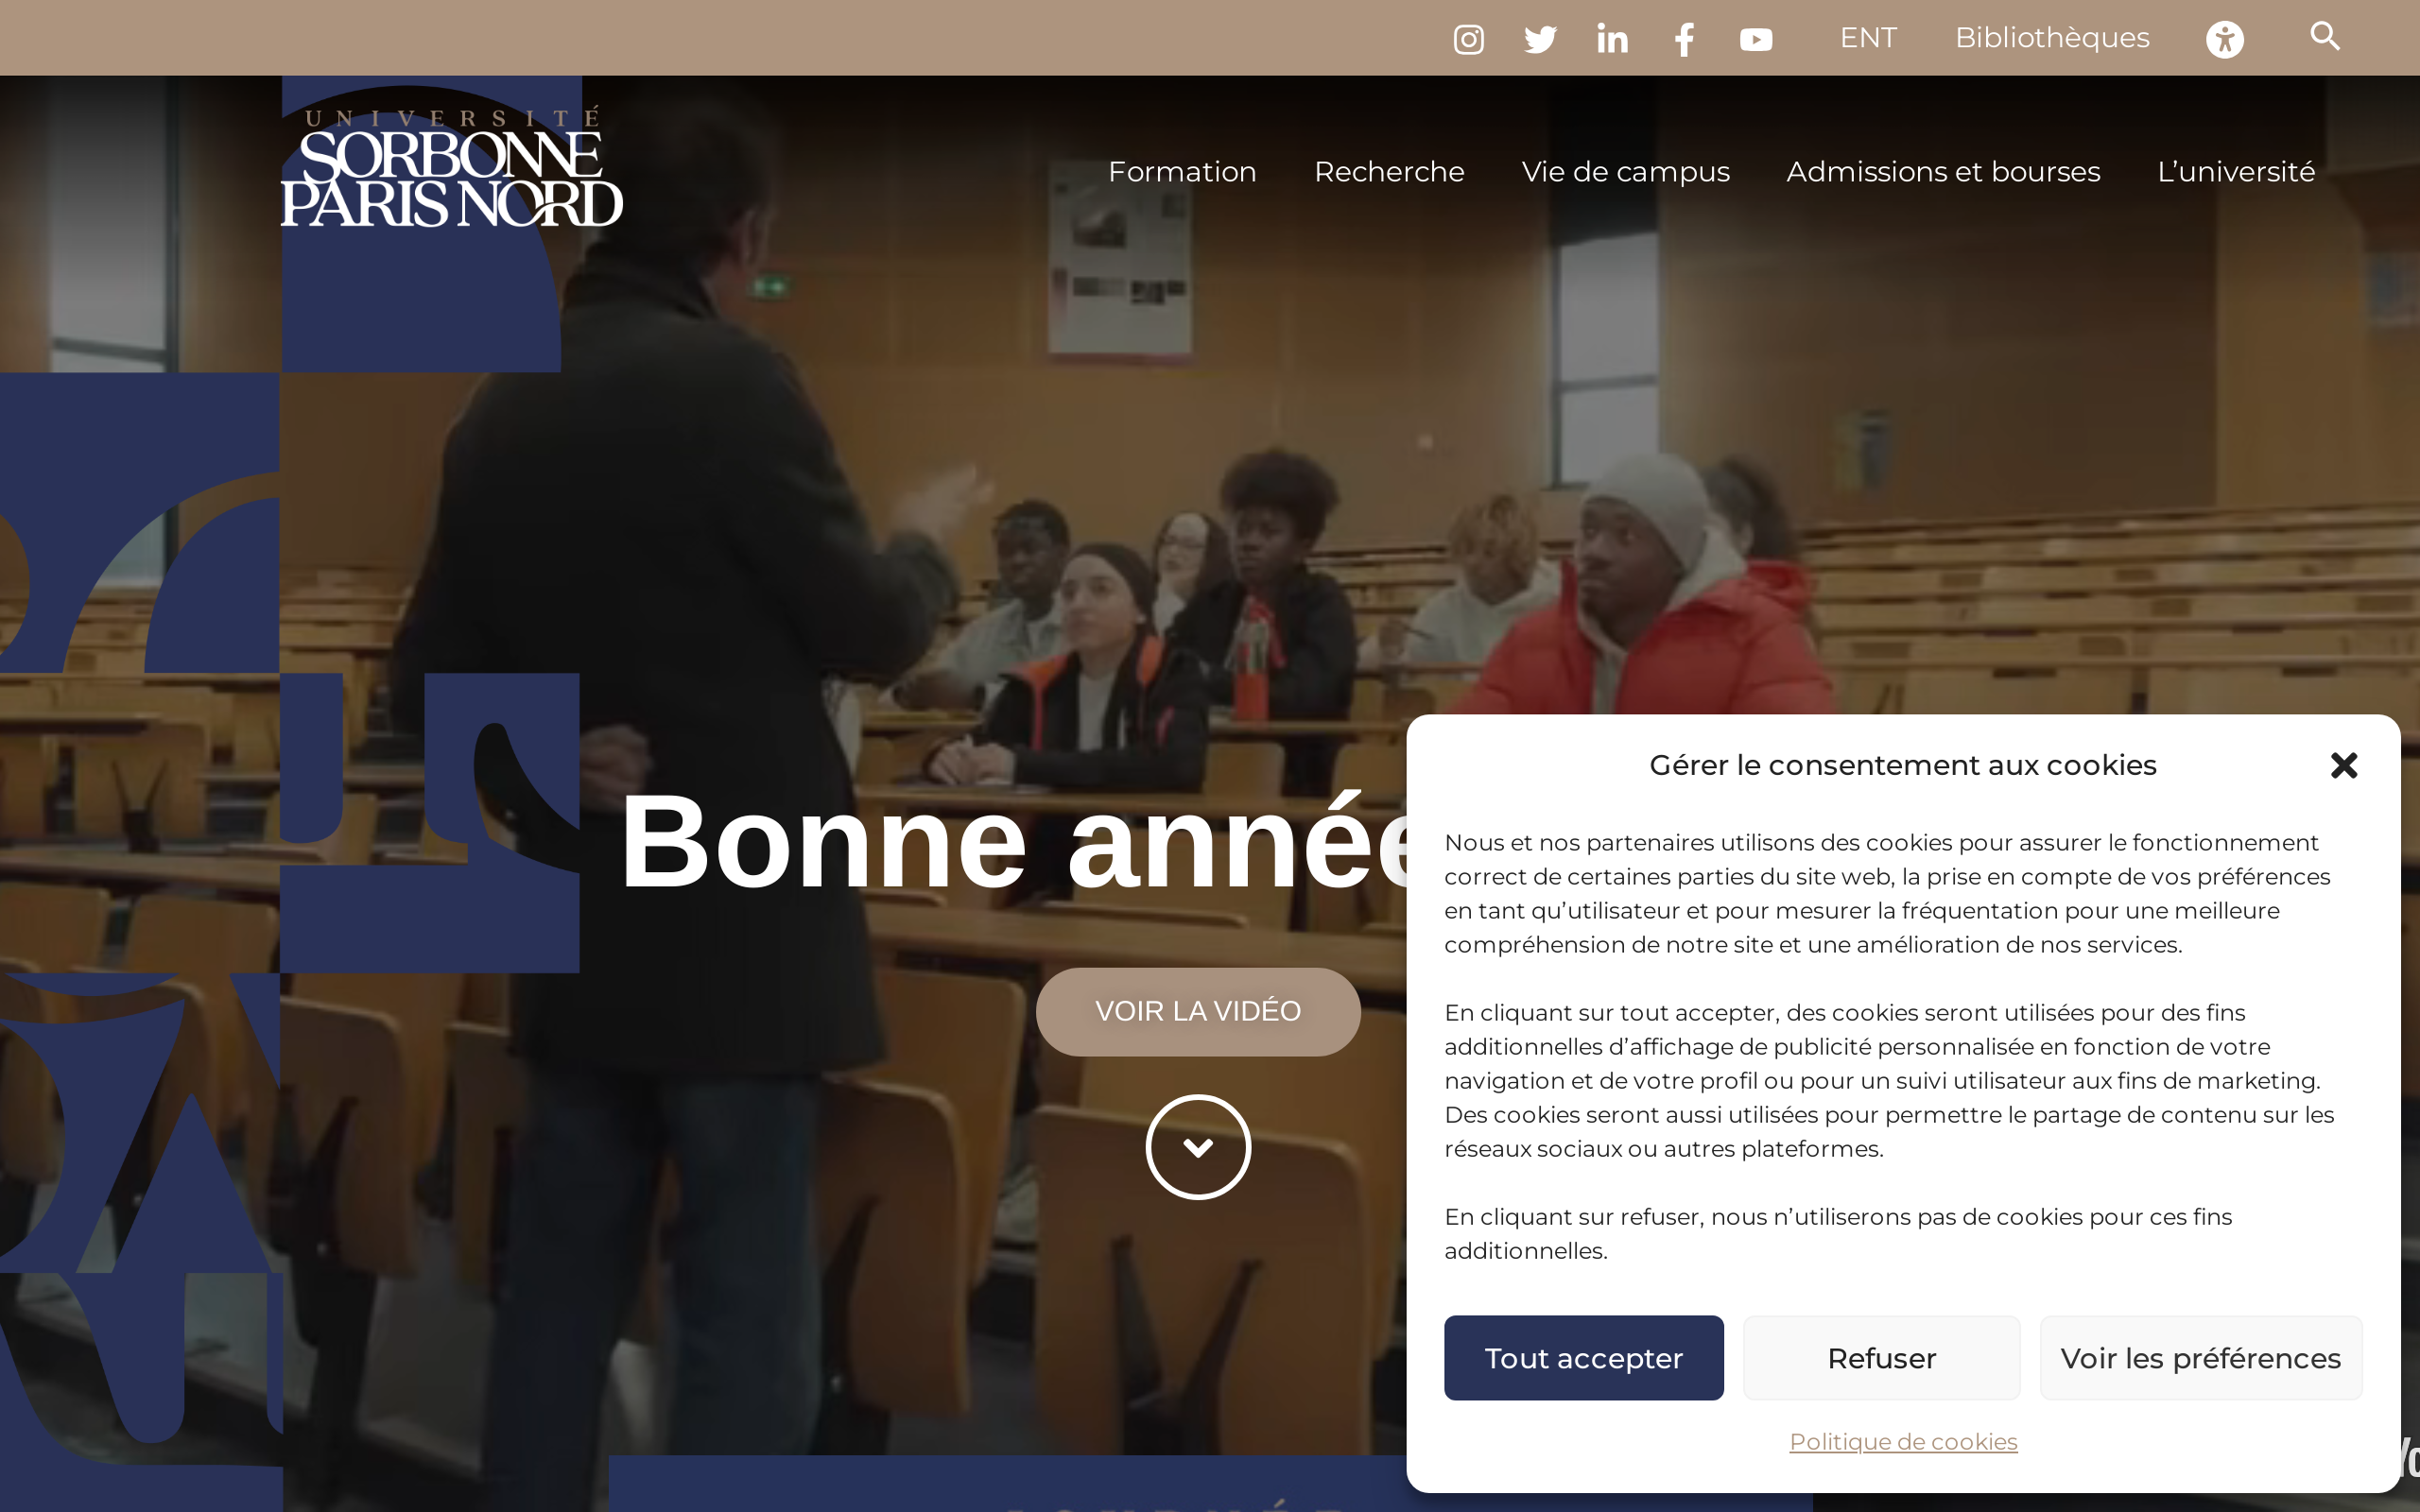 ENT
Bibliothèques
UNIVERSITÉ
SORBONNE
PARIS NORD
Formation
Recherche
Vie de campus
Admissions et bourses
L’université
Bonne année
VOIR LA VIDÉO
Gérer le consentement aux cookies
Nous et nos partenaires utilisons des cookies pour assurer le fonctionnement
correct de certaines parties du site web, la prise en compte de vos préférences
en tant qu’utilisateur et pour mesurer la fréquentation pour une meilleure
compréhension de notre site et une amélioration de nos services.
En cliquant sur tout accepter, des cookies seront utilisées pour des fins
additionnelles d’affichage de publicité personnalisée en fonction de votre
navigation et de votre profil ou pour un suivi utilisateur aux fins de marketing.
Des cookies seront aussi utilisées pour permettre le partage de contenu sur les
réseaux sociaux ou autres plateformes.
En cliquant sur refuser, nous n’utiliserons pas de cookies pour ces fins
additionnelles.
Tout accepter
Refuser
Voir les préférences
Politique de cookies